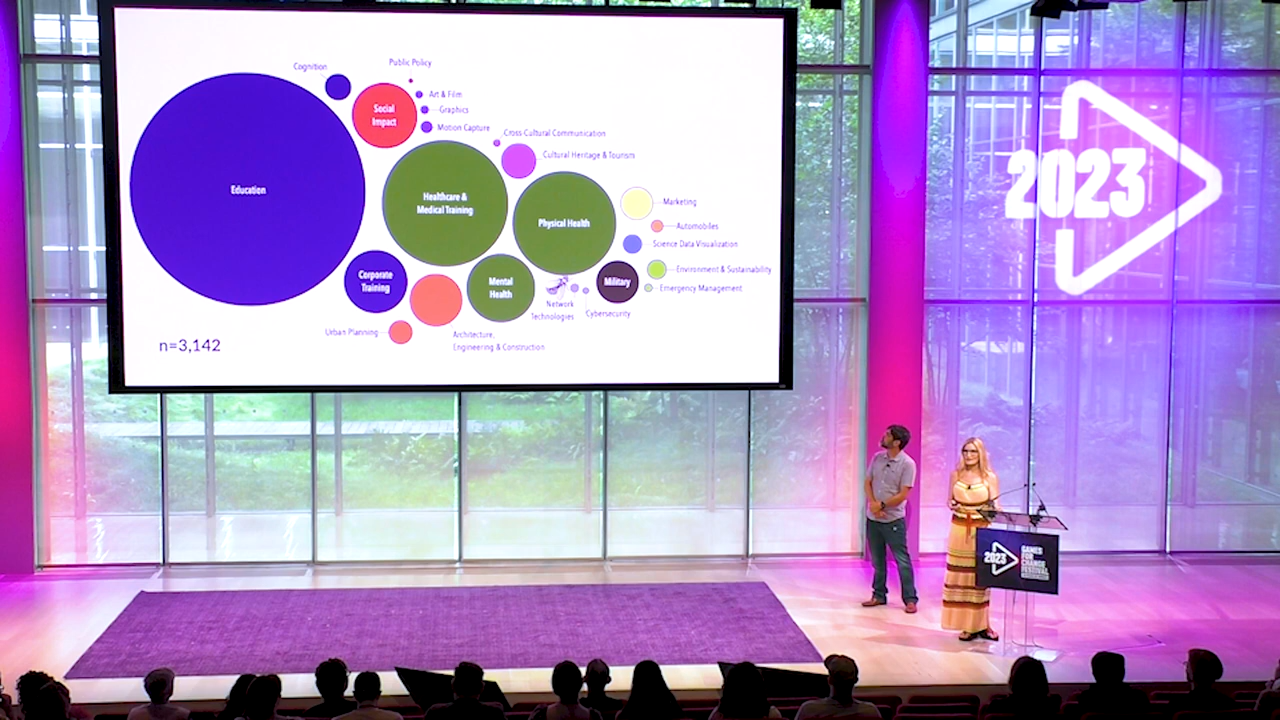 Cognition
Public Policy
Art & Film
Graphics
Motion Capture
Social
Impact
Cross-Cultural Communication
Cultural Heritage & Tourism
Education
Healthcare &
Medical Training
Physical Health
Marketing
Automobiles
Science Data Visualization
Environment & Sustainability
Emergency Management
Corporate
Training
Mental
Health
Military
Network
Technologies
Cybersecurity
Urban Planning
Architecture,
Engineering & Construction
n=3,142
2023
2023
GAMES
FOR
CHANGE
FESTIVAL